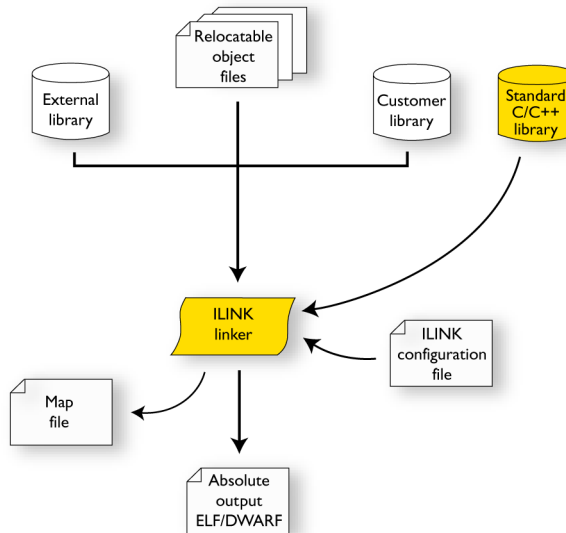 Relocatable
object
files
External
library
Customer
library
Standard
C/C++
library
ILINK
linker
ILINK
configuration
file
Map
file
Absolute
output
ELF/DWARF